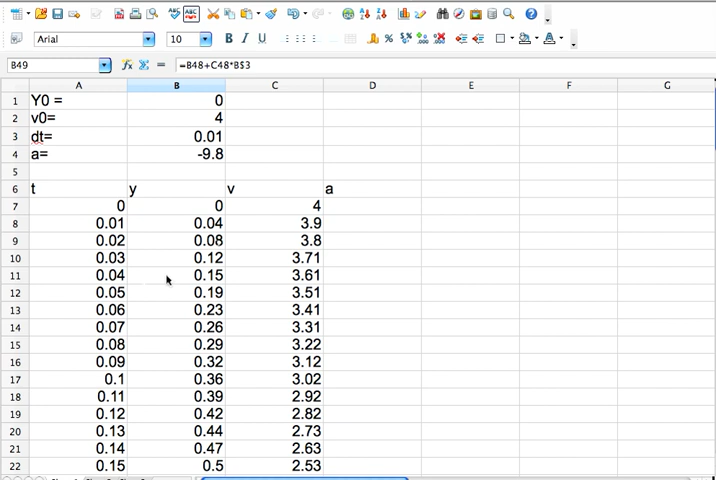 Arial 10 B I U
B49 fx Σ = =B48+C48*B$3
A B C D E F G
1 Y0 = 0
2 v0= 4
3 dt= 0.01
4 a= -9.8
5
6 t y v a
7 0 0 4
8 0.01 0.04 3.9
9 0.02 0.08 3.8
10 0.03 0.12 3.71
11 0.04 0.15 3.61
12 0.05 0.19 3.51
13 0.06 0.23 3.41
14 0.07 0.26 3.31
15 0.08 0.29 3.22
16 0.09 0.32 3.12
17 0.1 0.36 3.02
18 0.11 0.39 2.92
19 0.12 0.42 2.82
20 0.13 0.44 2.73
21 0.14 0.47 2.63
22 0.15 0.5 2.53